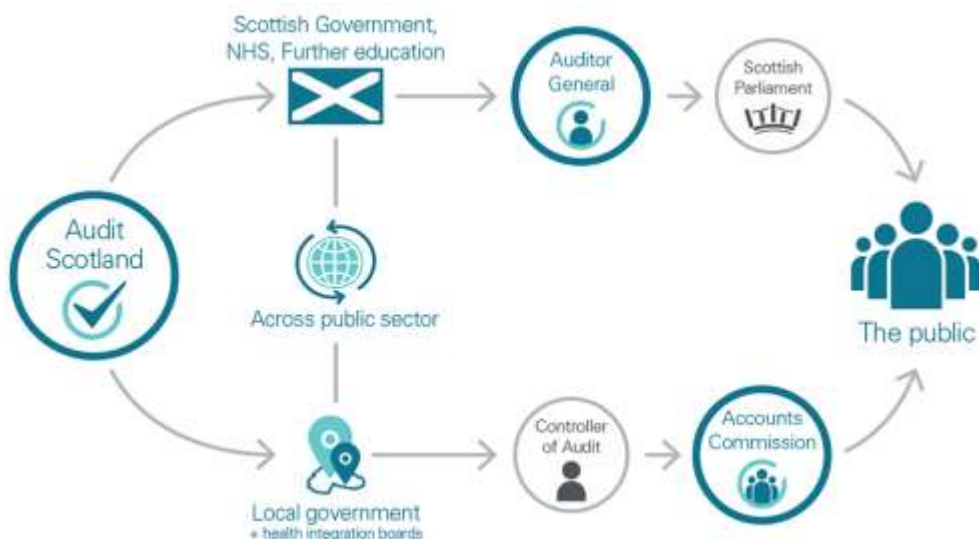 Scottish Government,
NHS, Further education
Auditor
General
Scottish
Parliament
Audit
Scotland
Across public sector
The public
Controller
of Audit
Accounts
Commission
Local government
+ health integration boards